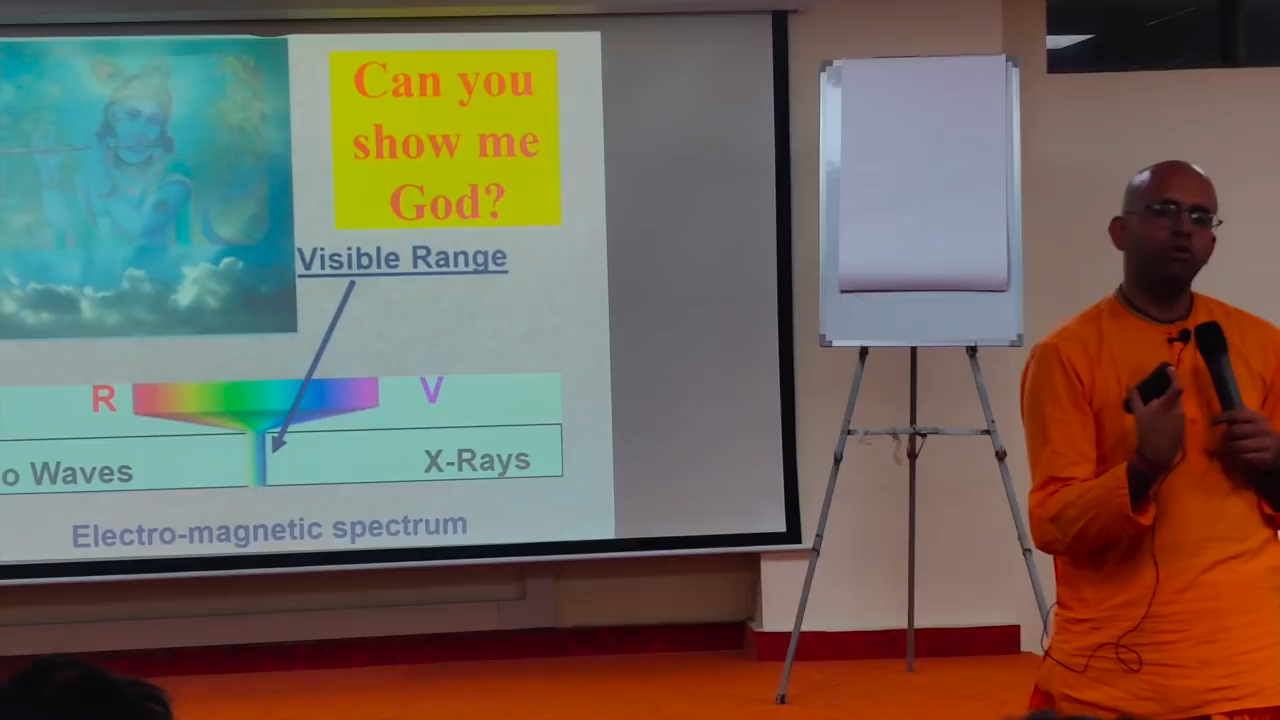 Can you
show me
God?
Visible Range
R
V
o Waves
X-Rays
Electro-magnetic spectrum